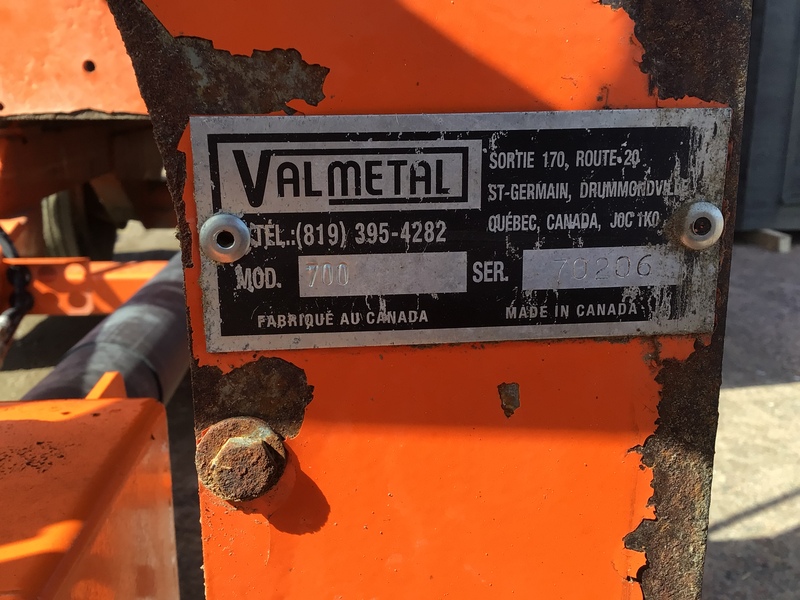 VALMETAL
SORTIE 170, ROUTE 20
ST-GERMAIN, DRUMMONDVILLE
QUÉBEC, CANADA, J0C 1K0
TÉL.:(819) 395-4282
MOD. 700 SER. 70206
FABRIQUÉ AU CANADA MADE IN CANADA